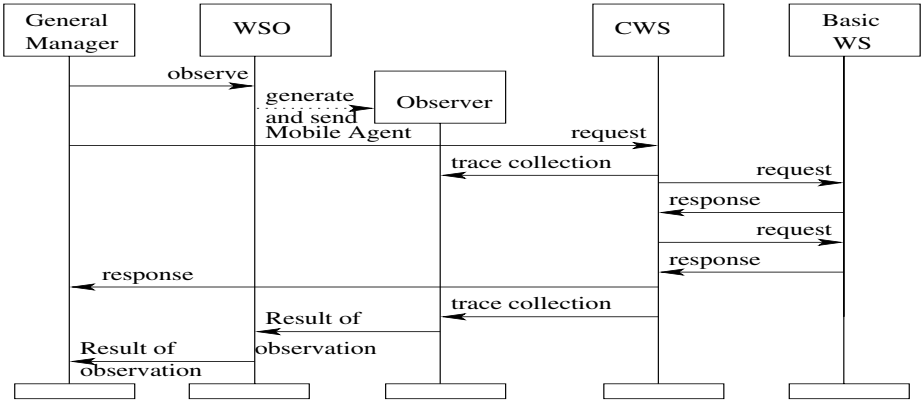 General
Manager
WSO
CWS
Basic
WS
observe
generate
and send
Mobile Agent
Observer
request
trace collection
request
response
request
response
response
trace collection
Result of
observation
Result of
observation